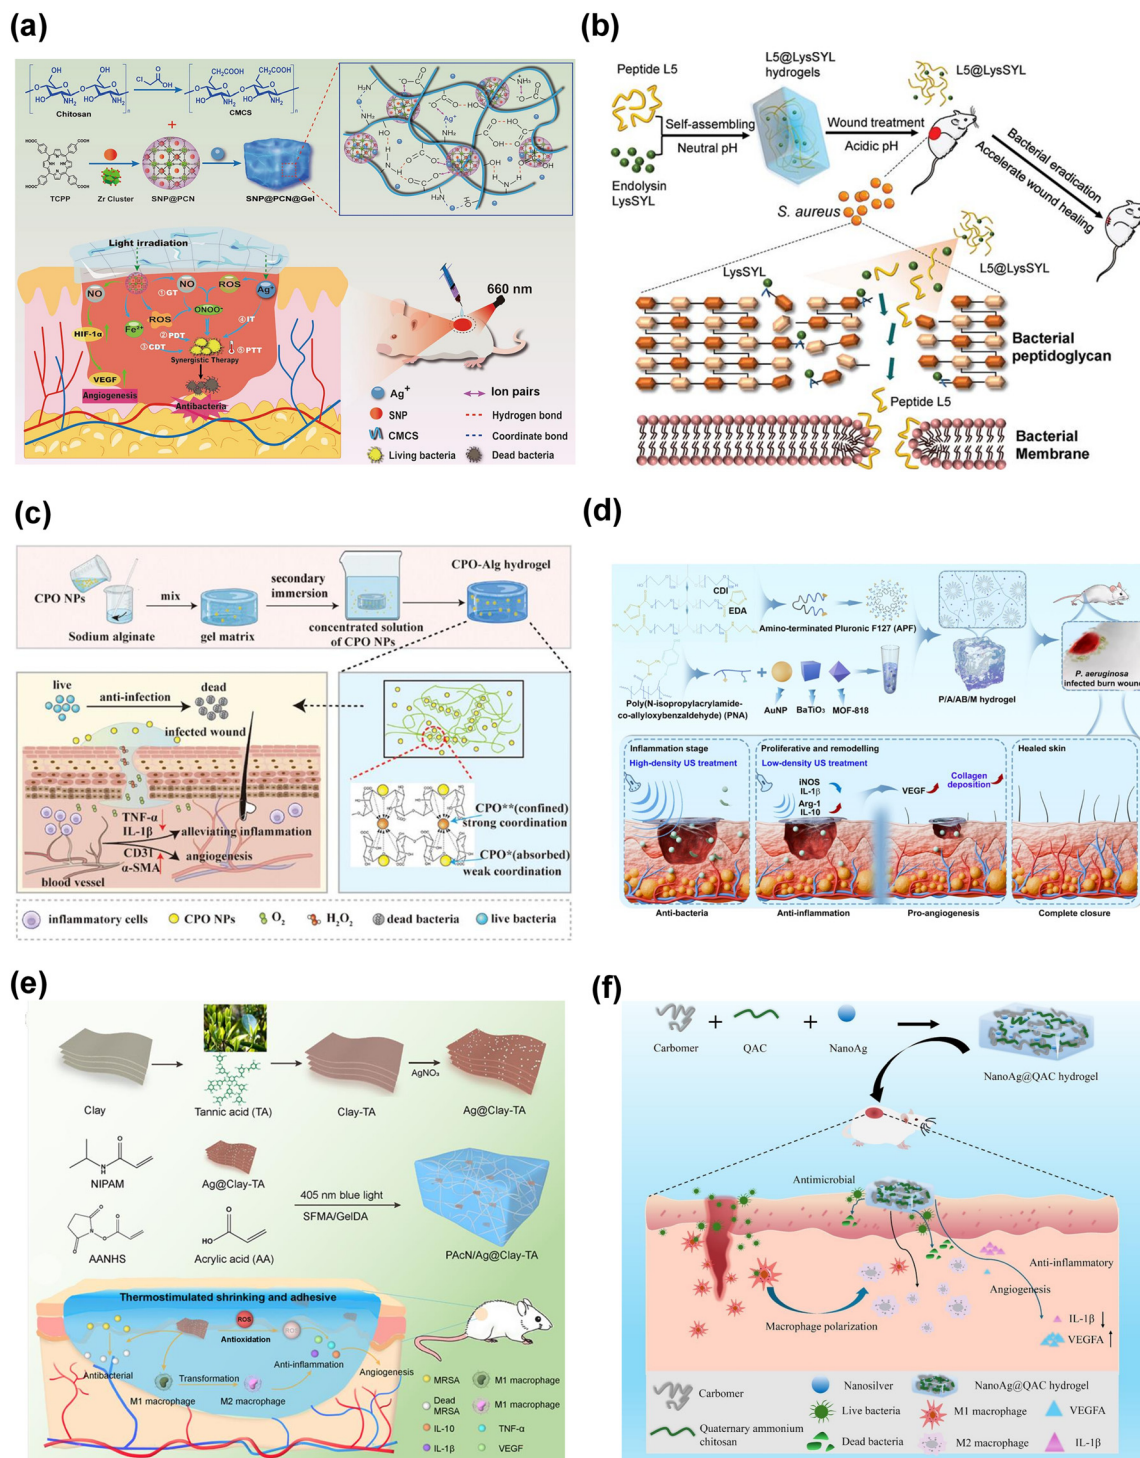 (a)
OH
OH
CH₂COOH
CH₂COOH
Chitosan
CMCS
+
TCPP
Zr Cluster
SNP@PCN
SNP@PCN@Gel
Light irradiation
NO
NO
ROS
Ag⁺
①GT
ROS
ONOO⁻
④IT
Fe²⁺
②PDT
HIF-1α
③CDT
⑤PTT
Synergistic Therapy
VEGF
Angiogenesis
Antibacteria
660 nm
Ag⁺
Ion pairs
SNP
Hydrogen bond
CMCS
Coordinate bond
Living bacteria
Dead bacteria
(b)
Peptide L5
L5@LysSYL
hydrogels
L5@LysSYL
Self-assembling
Neutral pH
Wound treatment
Acidic pH
Endolysin
LysSYL
Bacterial eradication
Accelerate wound healing
S. aureus
LysSYL
L5@LysSYL
Bacterial
peptidoglycan
Peptide L5
Bacterial
Membrane
(c)
CPO NPs
Sodium alginate
mix
gel matrix
secondary
immersion
concentrated solution
of CPO NPs
CPO-Alg hydrogel
live
anti-infection
dead
infected wound
TNF-α
IL-1β
alleviating inflammation
CD31
α-SMA
angiogenesis
blood vessel
CPO**(confined)
strong coordination
CPO*(absorbed)
weak coordination
inflammatory cells
CPO NPs
O₂
H₂O₂
dead bacteria
live bacteria
(d)
CDI
EDA
Amino-terminated Pluronic F127 (APF)
Poly(N-isopropylacrylamide-
co-allyloxybenzaldehyde) (PNA)
AuNP
BaTiO₃
MOF-818
P/A/AB/M hydrogel
P. aeruginosa
infected burn wound
Inflammation stage
High-density US treatment
Proliferative and remodelling
Low-density US treatment
iNOS
IL-1β
Arg-1
IL-10
VEGF
Collagen
deposition
Healed skin
Anti-bacteria
Anti-inflammation
Pro-angiogenesis
Complete closure
(e)
Clay
Tannic acid (TA)
Clay-TA
AgNO₃
Ag@Clay-TA
NIPAM
Ag@Clay-TA
405 nm blue light
SFMA/GelDA
AANHS
Acrylic acid (AA)
PAcN/Ag@Clay-TA
Thermostimulated shrinking and adhesive
ROS
ROS
Antioxidation
Antibacterial
Transformation
M1 macrophage
M2 macrophage
Anti-inflammation
Angiogenesis
MRSA
M1 macrophage
Dead
MRSA
M1 macrophage
IL-10
TNF-α
IL-1β
VEGF
(f)
Carbomer
+
QAC
+
NanoAg
NanoAg@QAC hydrogel
Antimicrobial
Macrophage polarization
Anti-inflammatory
Angiogenesis
IL-1β
VEGFA
Carbomer
Nanosilver
NanoAg@QAC hydrogel
Live bacteria
M1 macrophage
VEGFA
Quaternary ammonium
chitosan
Dead bacteria
M2 macrophage
IL-1β